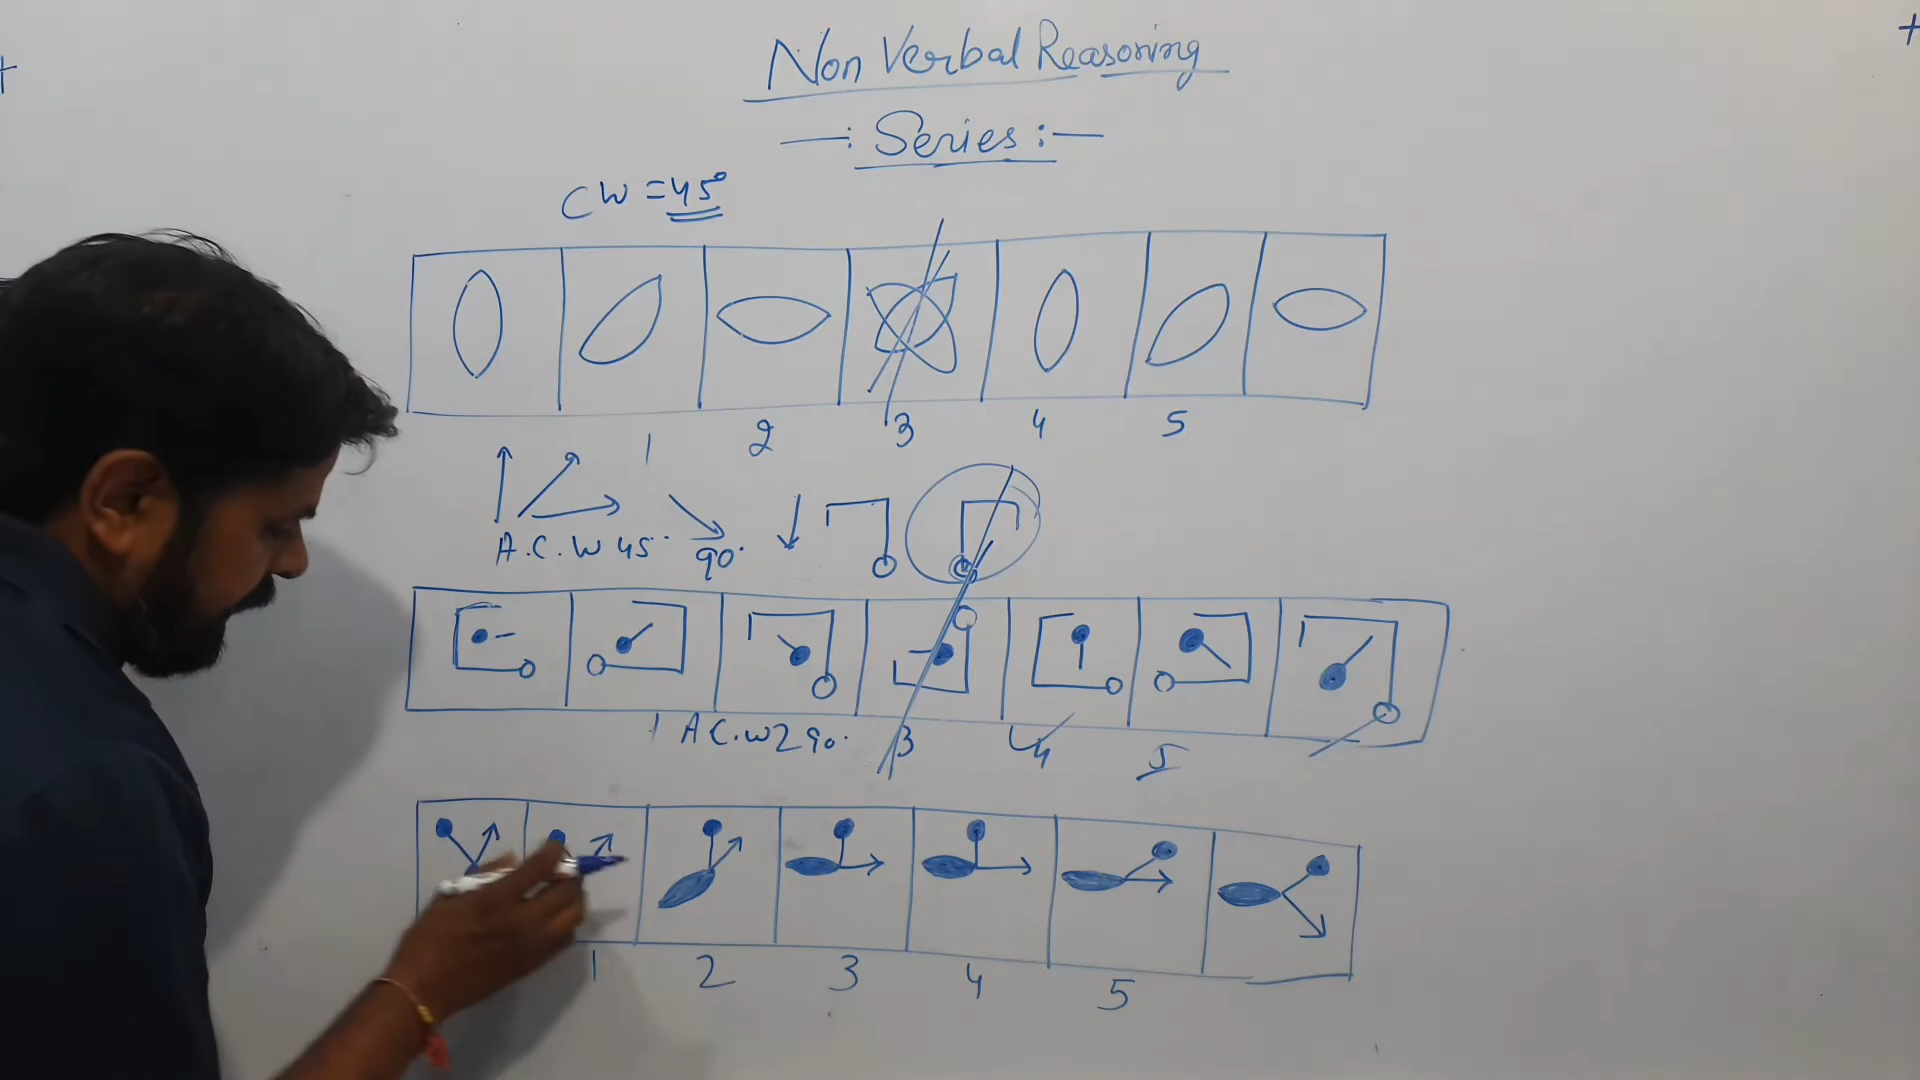 Non Verbal Reasoning
—: Series :—
CW = 45°
1 2 3 4 5
A.C.W 45° 90°
1 A C.W 2 90° 3 4 5
1 2 3 4 5